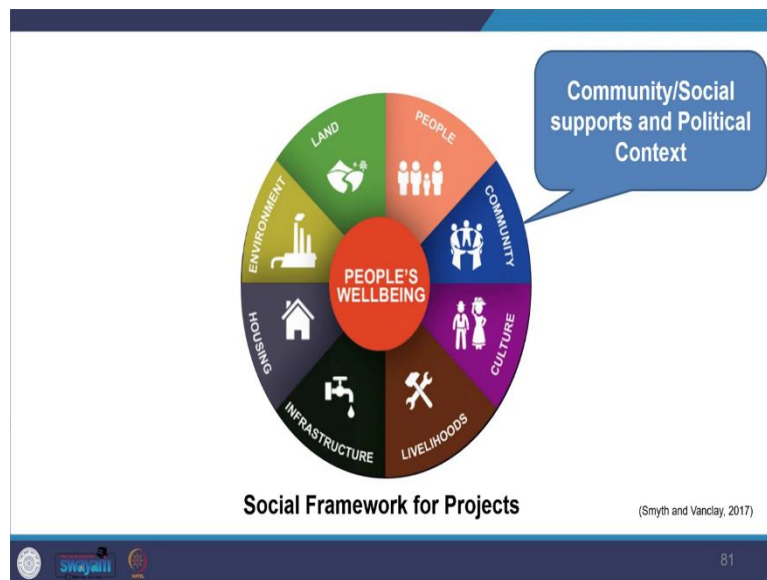 Community/Social
supports and Political
Context
LAND
PEOPLE
ENVIRONMENT
COMMUNITY
PEOPLE'S
WELLBEING
HOUSING
CULTURE
INFRASTRUCTURE
LIVELIHOODS
Social Framework for Projects
(Smyth and Vanclay, 2017)
swayam
81